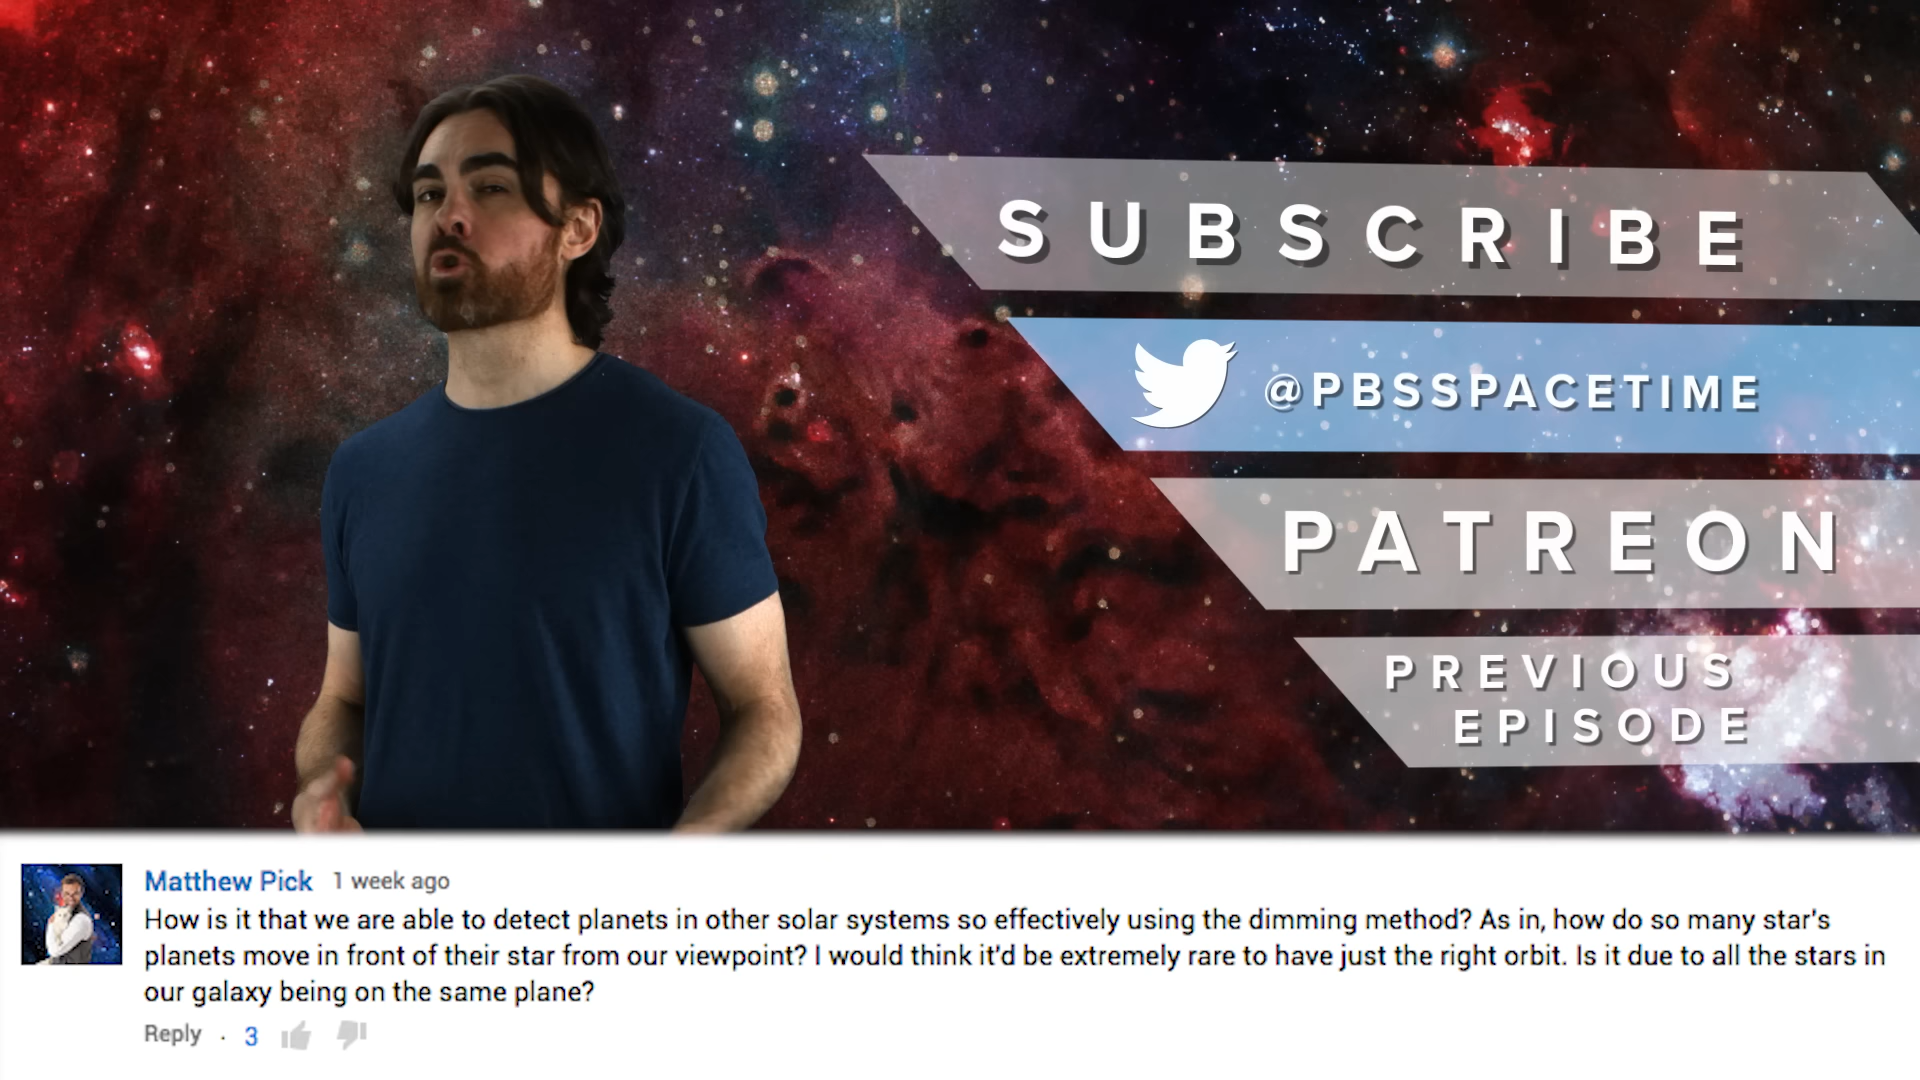 SUBSCRIBE
@PBSSPACETIME
PATREON
PREVIOUS
EPISODE
Matthew Pick 1 week ago
How is it that we are able to detect planets in other solar systems so effectively using the dimming method? As in, how do so many star's
planets move in front of their star from our viewpoint? I would think it'd be extremely rare to have just the right orbit. Is it due to all the stars in
our galaxy being on the same plane?
Reply · 3